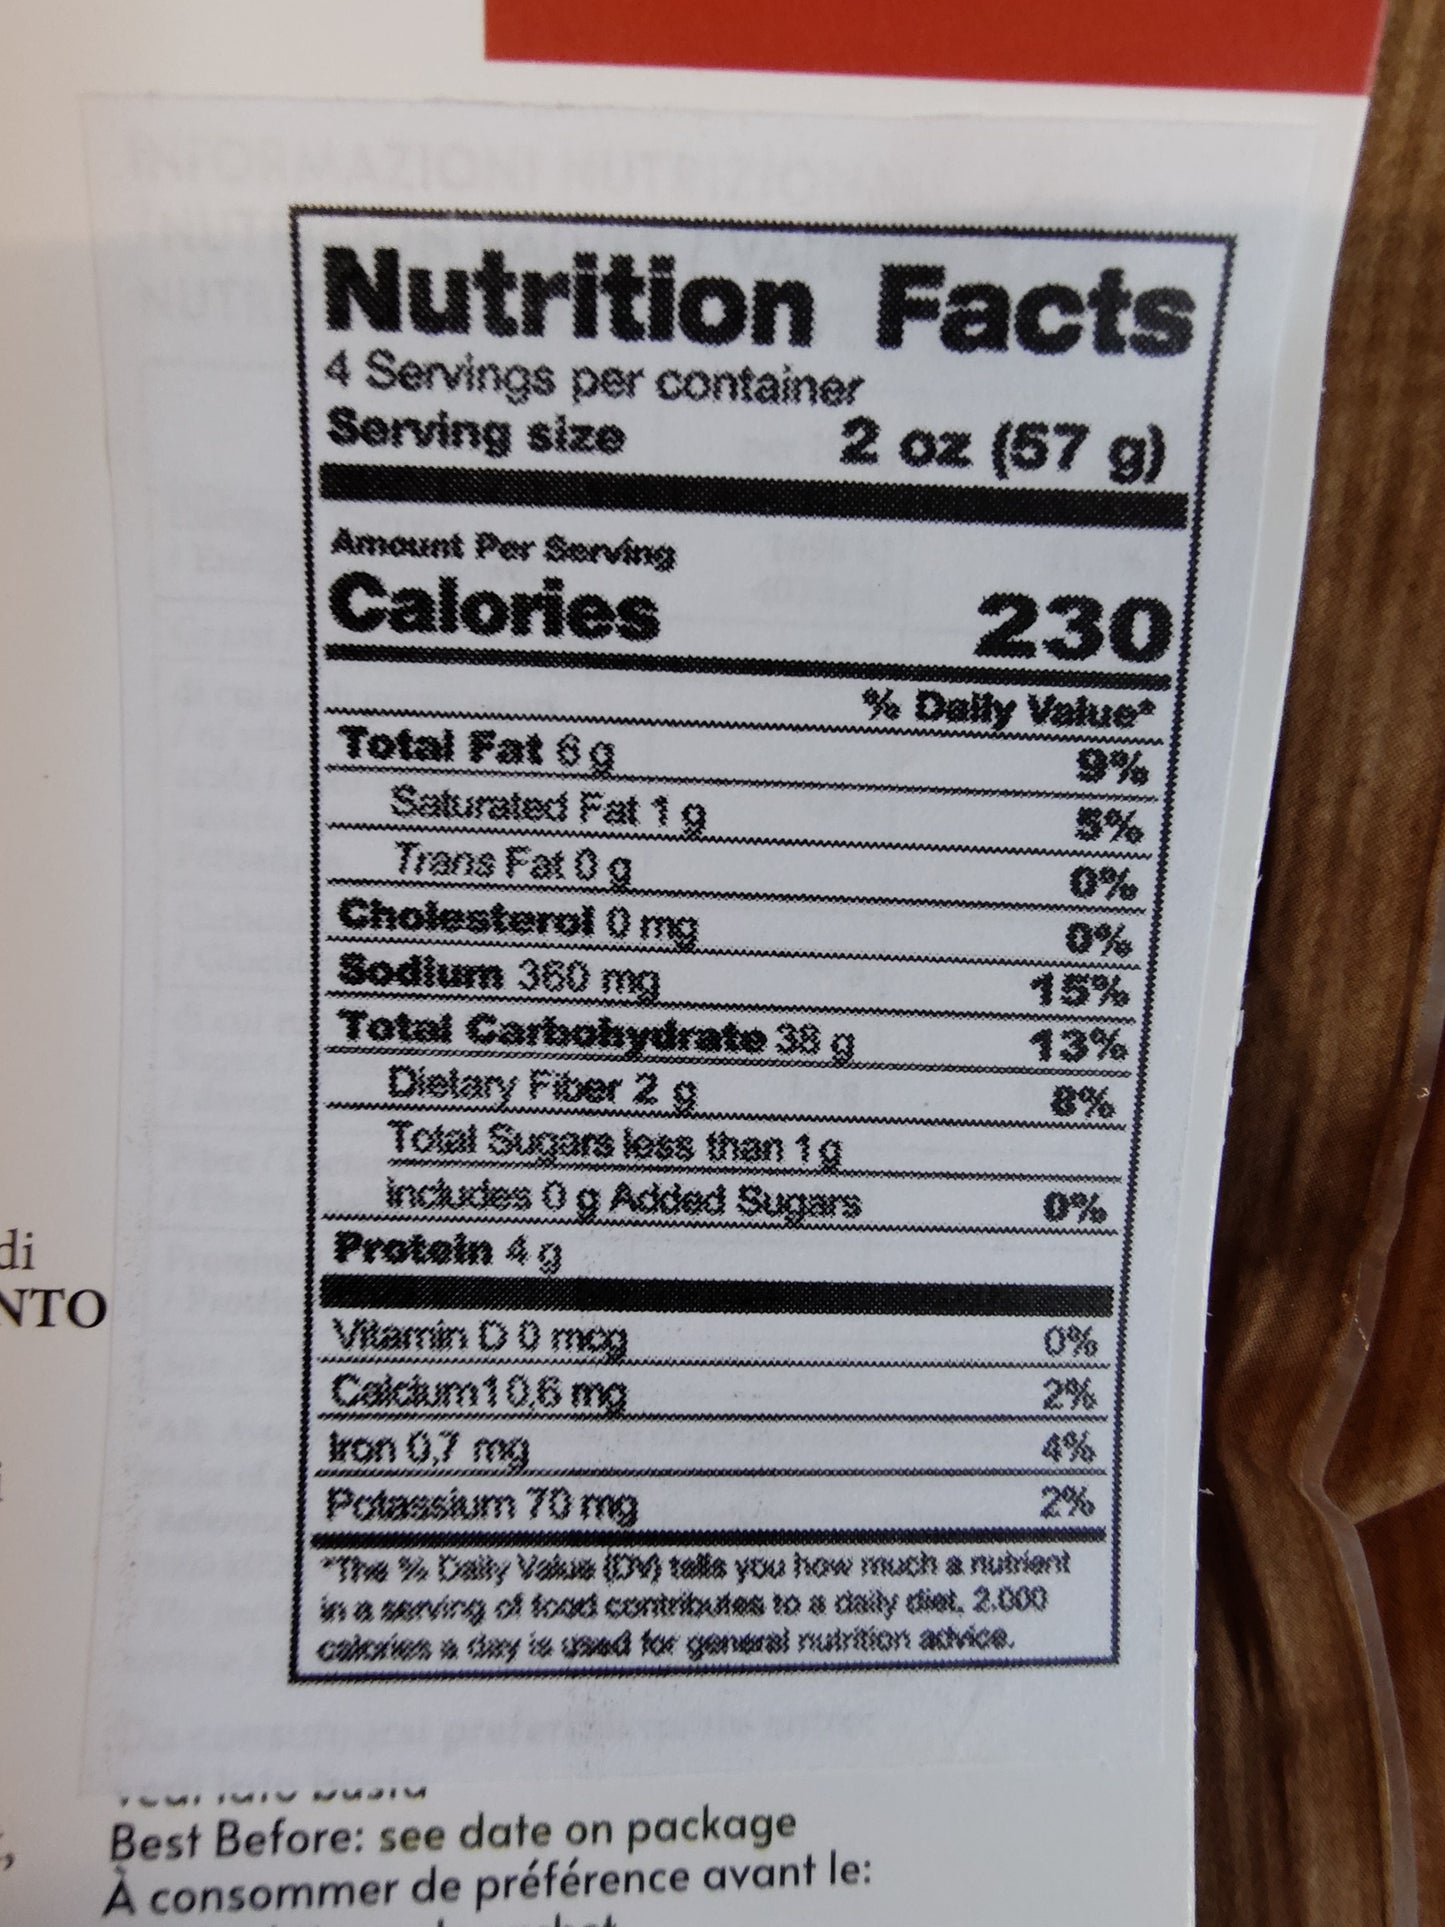 INFORMAZIONI NUTRIZIONALI
Nutrition Facts
4 Servings per container
Serving size 2 oz (57 g)
Amount Per Serving
Calories 230
% Daily Value*
Total Fat 6 g 9%
Saturated Fat 1 g 5%
Trans Fat 0 g 0%
Cholesterol 0 mg 0%
Sodium 360 mg 15%
Total Carbohydrate 38 g 13%
Dietary Fiber 2 g 8%
Total Sugars less than 1 g
Includes 0 g Added Sugars 0%
Protein 4 g
Vitamin D 0 mcg 0%
Calcium10,6 mg 2%
Iron 0,7 mg 4%
Potassium 70 mg 2%
*The % Daily Value (DV) tells you how much a nutrient
in a serving of food contributes to a daily diet. 2.000
calories a day is used for general nutrition advice.
di
NTO
Best Before: see date on package
À consommer de préférence avant le: